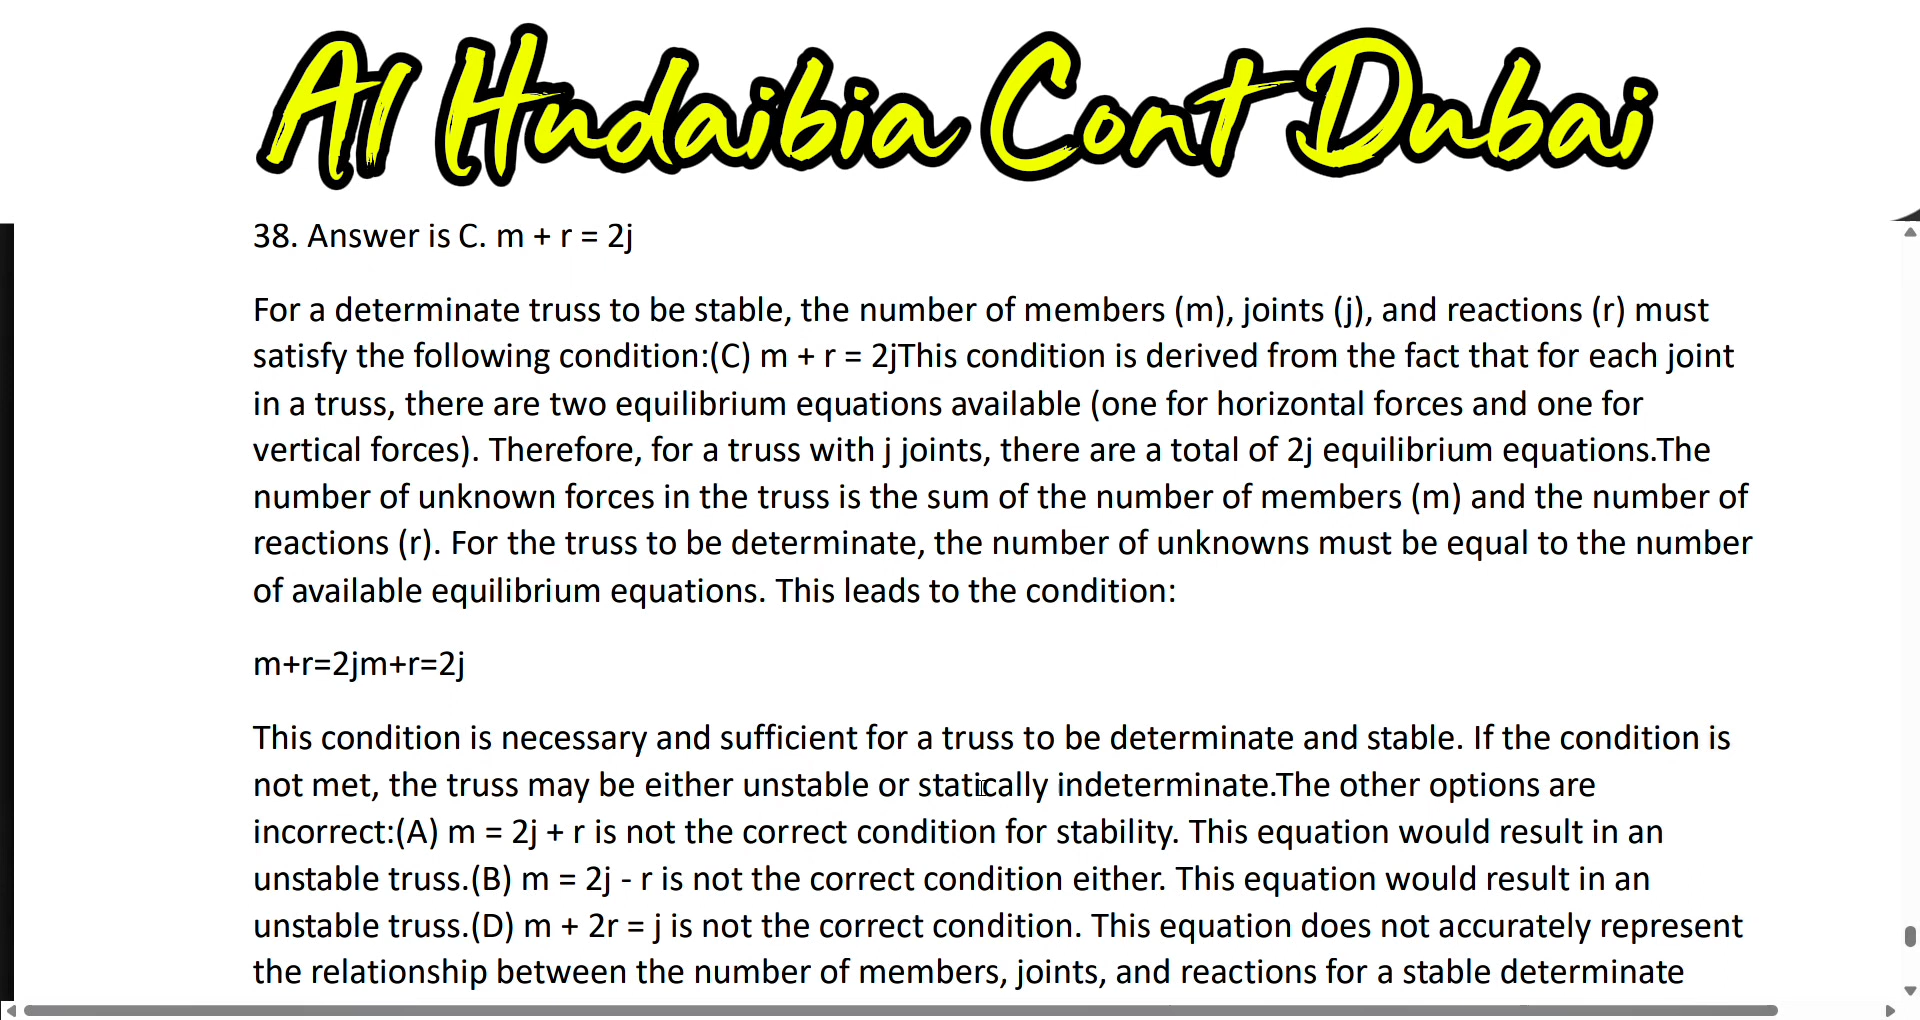 Al Hudaibia Cont Dubai
38. Answer is C. m + r = 2j
For a determinate truss to be stable, the number of members (m), joints (j), and reactions (r) must
satisfy the following condition:(C) m + r = 2jThis condition is derived from the fact that for each joint
in a truss, there are two equilibrium equations available (one for horizontal forces and one for
vertical forces). Therefore, for a truss with j joints, there are a total of 2j equilibrium equations.The
number of unknown forces in the truss is the sum of the number of members (m) and the number of
reactions (r). For the truss to be determinate, the number of unknowns must be equal to the number
of available equilibrium equations. This leads to the condition:
m+r=2jm+r=2j
This condition is necessary and sufficient for a truss to be determinate and stable. If the condition is
not met, the truss may be either unstable or statically indeterminate.The other options are
incorrect:(A) m = 2j + r is not the correct condition for stability. This equation would result in an
unstable truss.(B) m = 2j - r is not the correct condition either. This equation would result in an
unstable truss.(D) m + 2r = j is not the correct condition. This equation does not accurately represent
the relationship between the number of members, joints, and reactions for a stable determinate